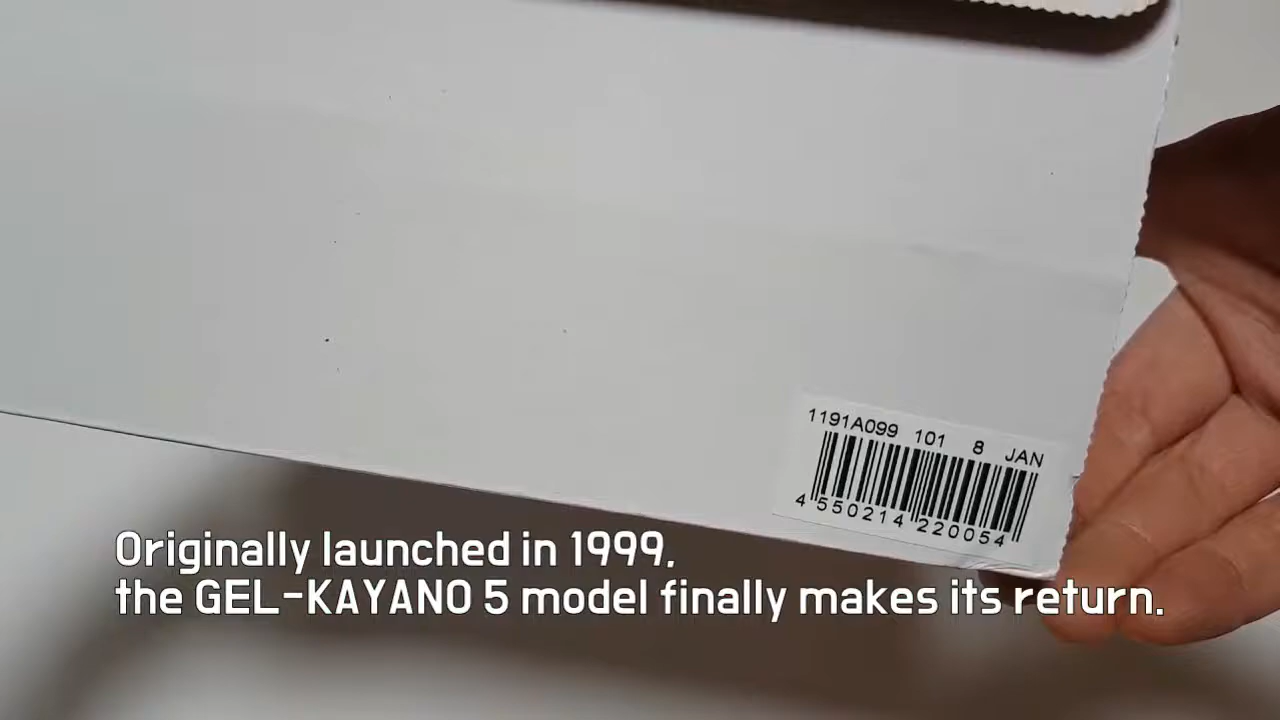 1191A099 101 8 JAN
4 550214 220054
Originally launched in 1999,
the GEL-KAYANO 5 model finally makes its return.